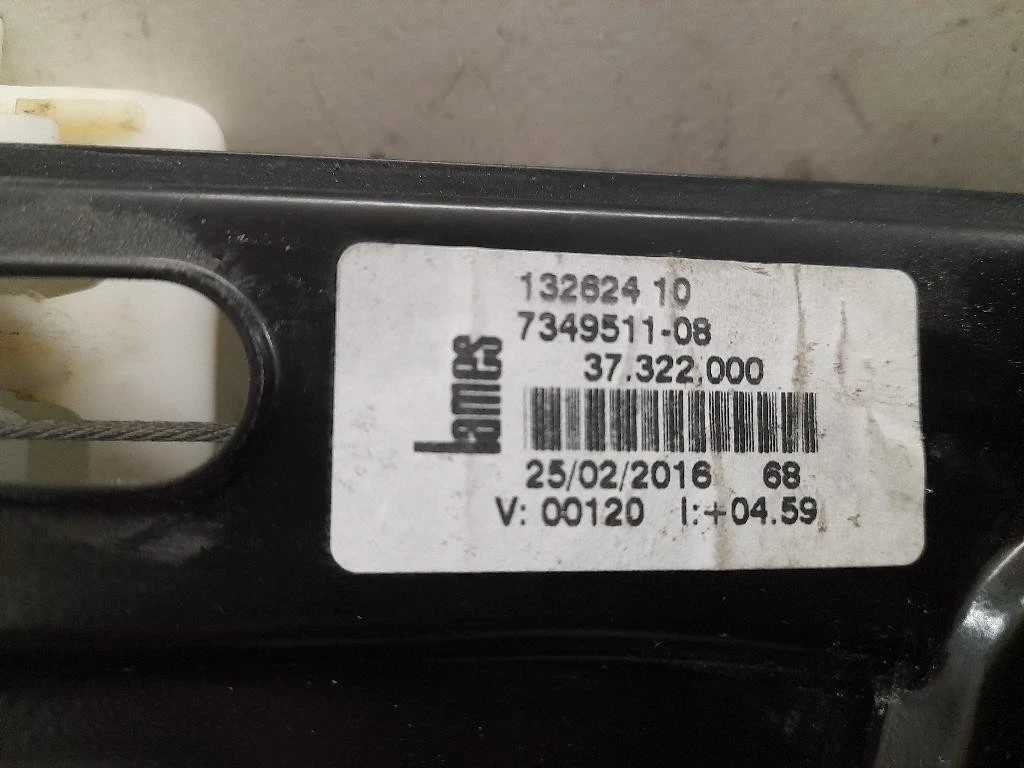 132624 10
7349511-08
37.322,000
Lames
25/02/2016 68
V: 00120 I:+04.59